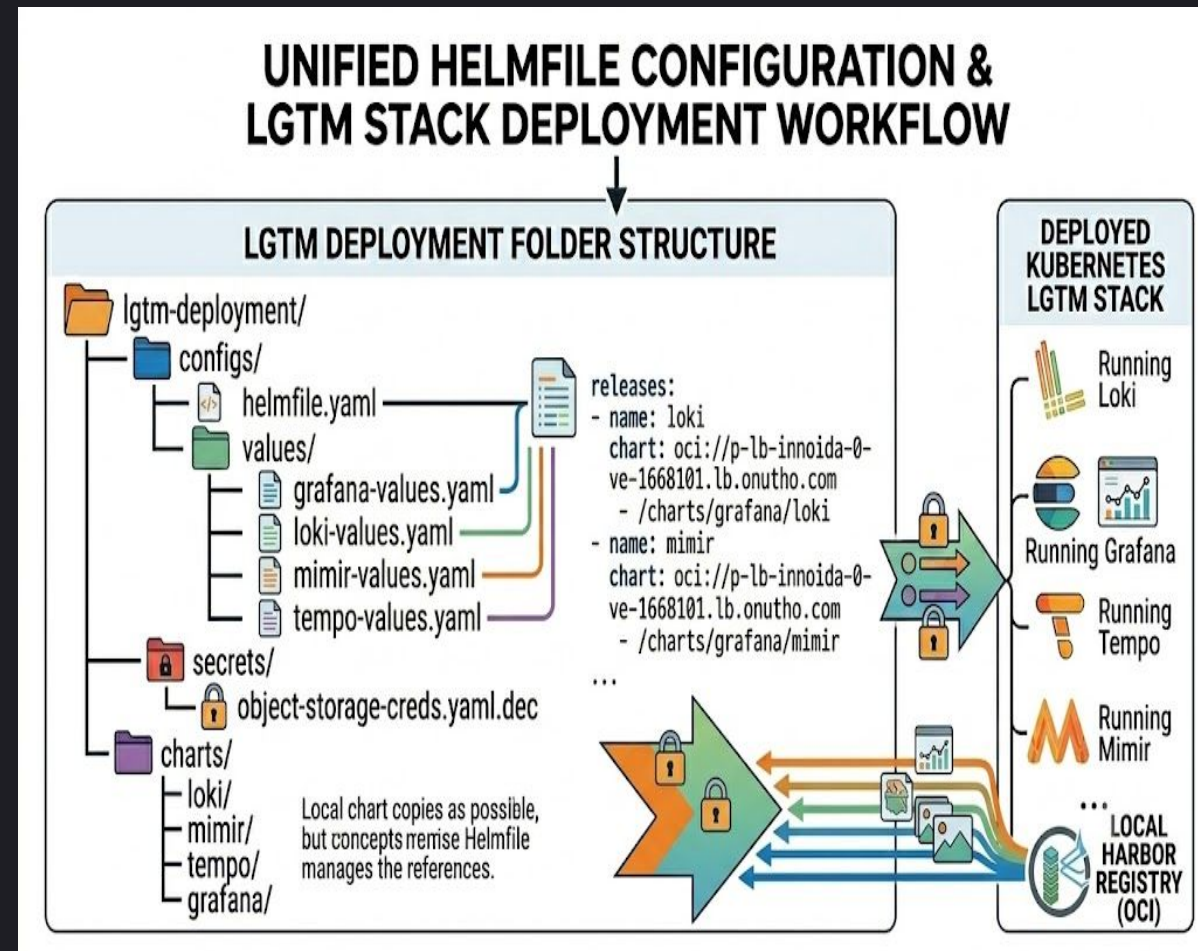 UNIFIED HELMFILE CONFIGURATION &
LGTM STACK DEPLOYMENT WORKFLOW
LGTM DEPLOYMENT FOLDER STRUCTURE
lgtm-deployment/
configs/
helmfile.yaml
values/
grafana-values.yaml
loki-values.yaml
mimir-values.yaml
tempo-values.yaml
secrets/
object-storage-creds.yaml.dec
charts/
loki/
mimir/
tempo/
grafana/
Local chart copies as possible,
but concepts Helmfile
manages the references.
releases:
- name: loki
chart: oci://p-lb-innoida-0-
ve-1668101.lb.onutho.com
- /charts/grafana/loki
- name: mimir
chart: oci://p-lb-innoida-0-
ve-1668101.lb.onutho.com
- /charts/grafana/mimir
...
DEPLOYED
KUBERNETES
LGTM STACK
Running
Loki
Running Grafana
Running
Tempo
Running
Mimir
...
LOCAL
HARBOR
REGISTRY
(OCI)